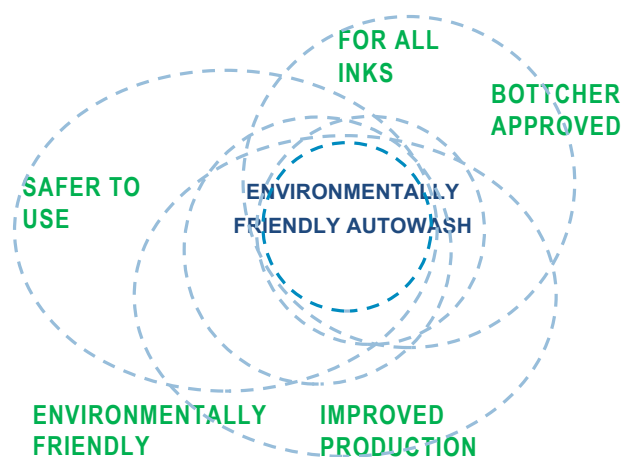 FOR ALL
INKS
BOTTCHER
APPROVED
SAFER TO
USE
ENVIRONMENTALLY
FRIENDLY AUTOWASH
ENVIRONMENTALLY
FRIENDLY
IMPROVED
PRODUCTION